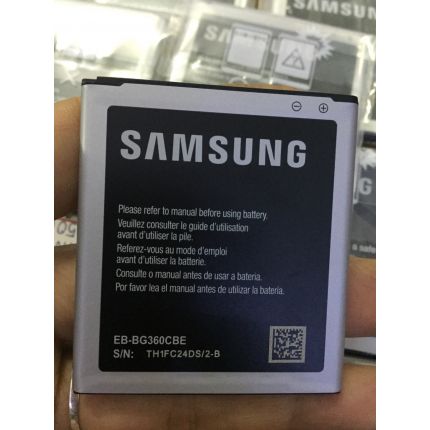 SAMSUNG
⊖ ⊕
SAMSUNG
Please refer to manual before using battery.
Veuillez consulter le guide d'utilisation
avant d'utiliser la pile.
Referez-vous au mode d'emploi
avant d'utiliser la batterie.
Consulte o manual antes de usar a bateria.
Por favor lea el manual antes de utilizar la batería.
EB-BG360CBE
S/N: TH1FC24DS/2-B